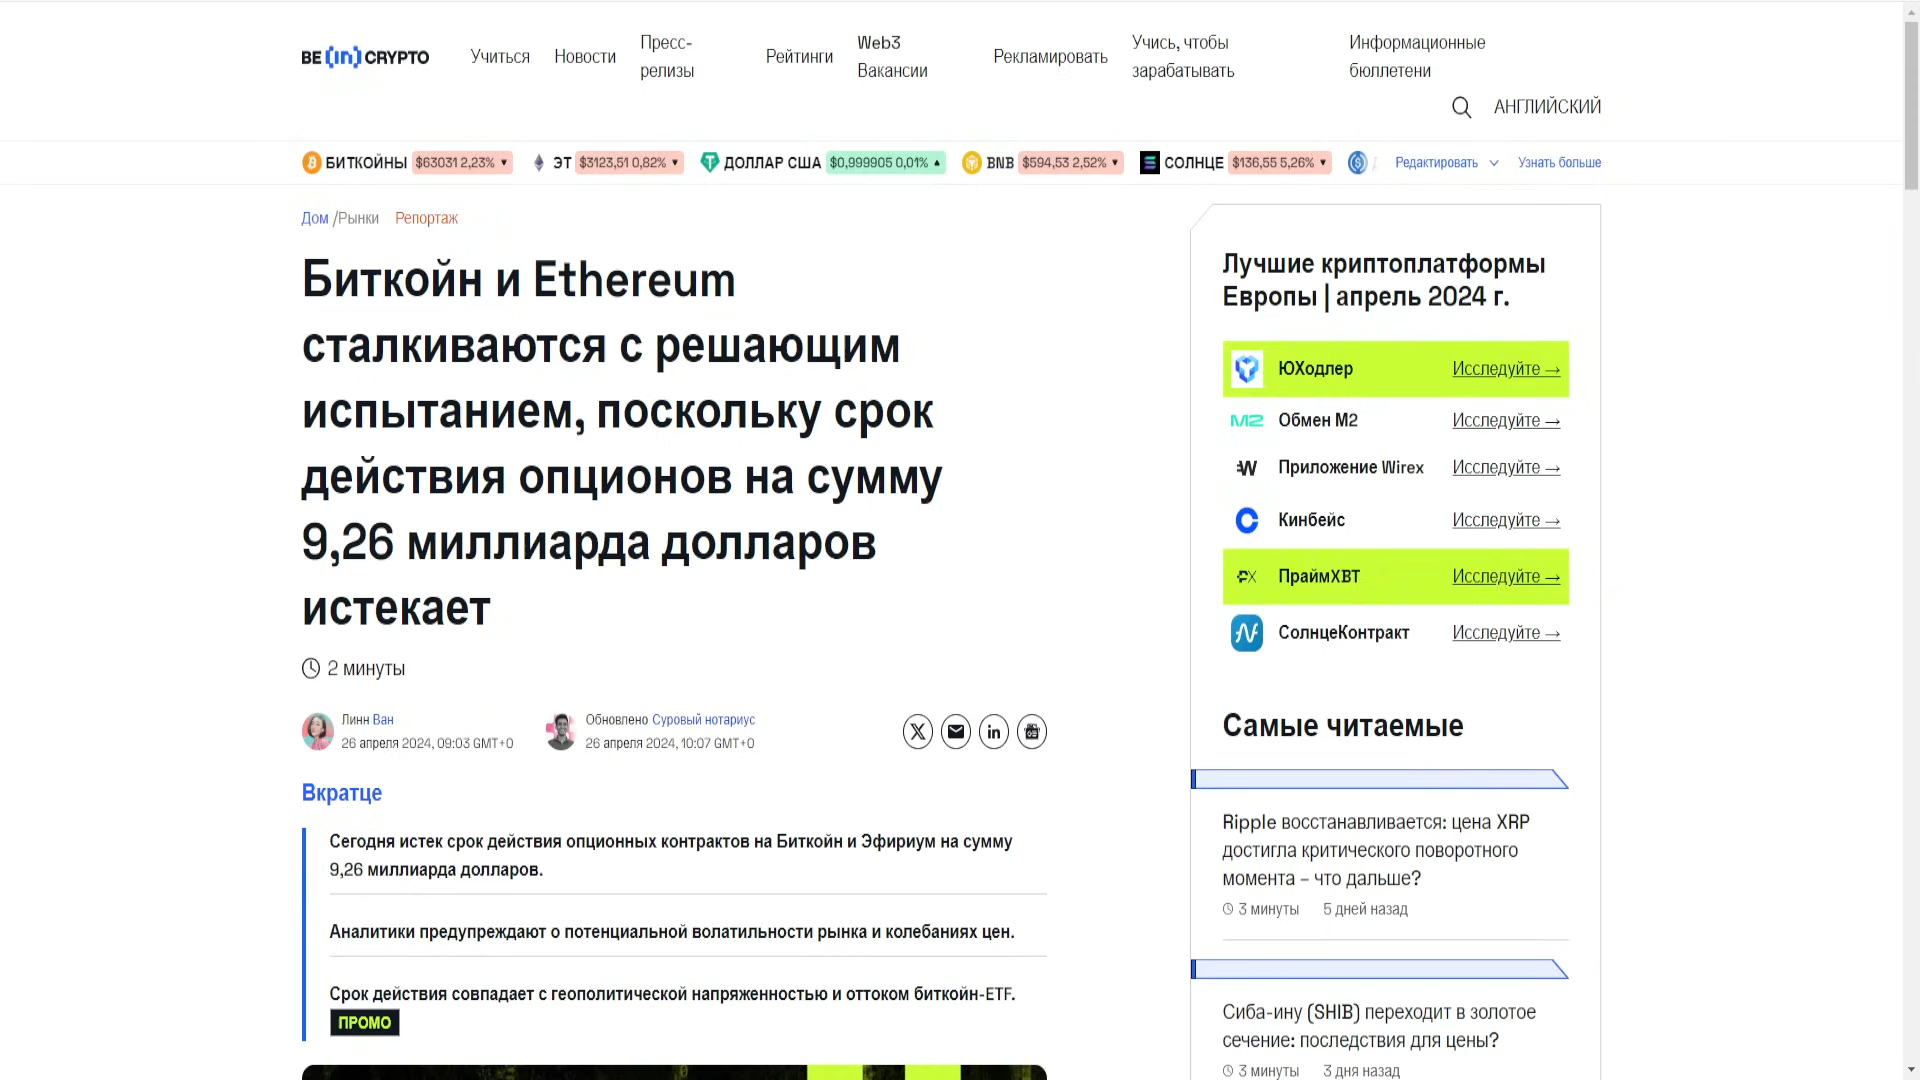 BE [in] CRYPTO
Учиться
Новости
Пресс-
релизы
Рейтинги
Web3
Вакансии
Рекламировать
Учись, чтобы
зарабатывать
Информационные
бюллетени
АНГЛИЙСКИЙ
БИТКОЙНЫ $63031 2,23% ▼
ЭТ $3123,51 0,82% ▼
ДОЛЛАР США $0,999905 0,01% ▲
BNB $594,53 2,52% ▼
СОЛНЦЕ $136,55 5,26% ▼
Редактировать
Узнать больше
Дом /Рынки Репортаж
Биткойн и Ethereum
сталкиваются с решающим
испытанием, поскольку срок
действия опционов на сумму
9,26 миллиарда долларов
истекает
2 минуты
Линн Ван
26 апреля 2024, 09:03 GMT+0
Обновлено Суровый нотариус
26 апреля 2024, 10:07 GMT+0
Вкратце
Сегодня истек срок действия опционных контрактов на Биткойн и Эфириум на сумму
9,26 миллиарда долларов.
Аналитики предупреждают о потенциальной волатильности рынка и колебаниях цен.
Срок действия совпадает с геополитической напряженностью и оттоком биткойн-ETF.
ПРОМО
Лучшие криптоплатформы
Европы | апрель 2024 г.
ЮХодлер Исследуйте →
M2 Обмен М2 Исследуйте →
Приложение Wirex Исследуйте →
Кинбейс Исследуйте →
ПраймХВТ Исследуйте →
СолнцеКонтракт Исследуйте →
Самые читаемые
Ripple восстанавливается: цена XRP
достигла критического поворотного
момента – что дальше?
3 минуты 5 дней назад
Сиба-ину (SHIB) переходит в золотое
сечение: последствия для цены?
3 минуты 3 дня назад